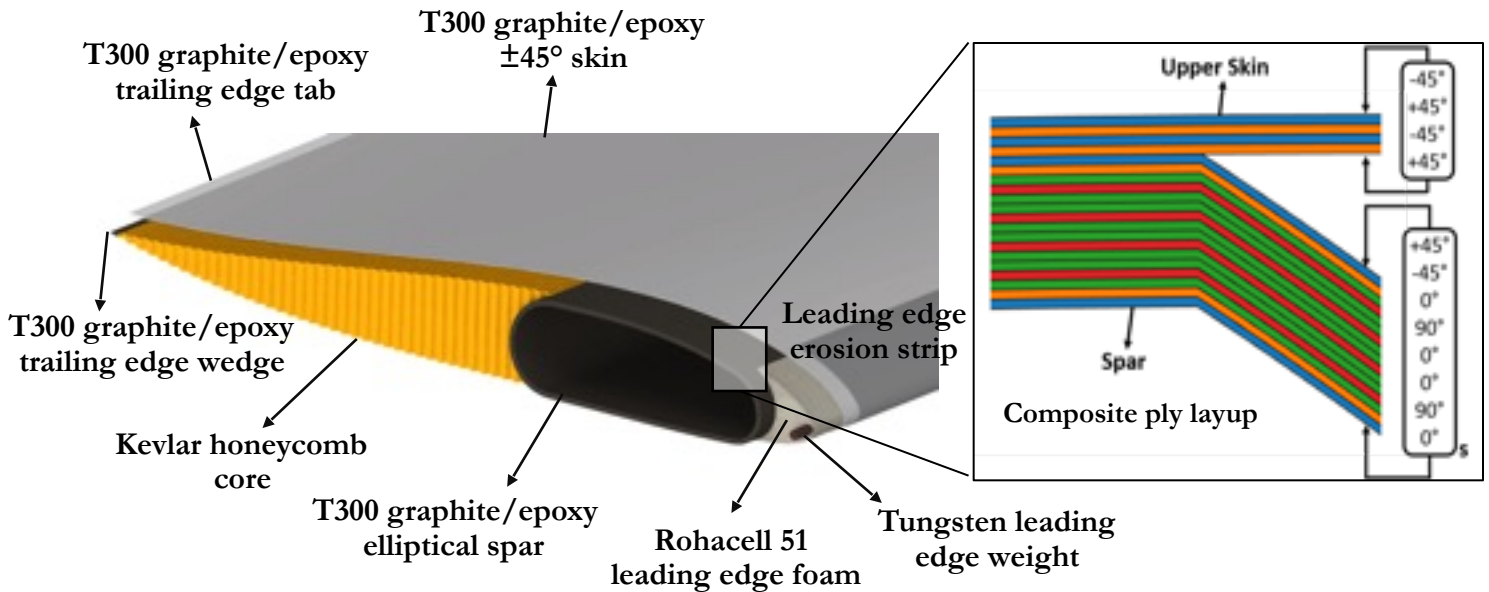 T300 graphite/epoxy
±45° skin
T300 graphite/epoxy
trailing edge tab
T300 graphite/epoxy
trailing edge wedge
Kevlar honeycomb
core
T300 graphite/epoxy
elliptical spar
Rohacell 51
leading edge foam
Tungsten leading
edge weight
Leading edge
erosion strip
Upper Skin
-45°
+45°
-45°
+45°
Spar
Composite ply layup
+45°
-45°
0°
90°
0°
0°
90°
0°
s